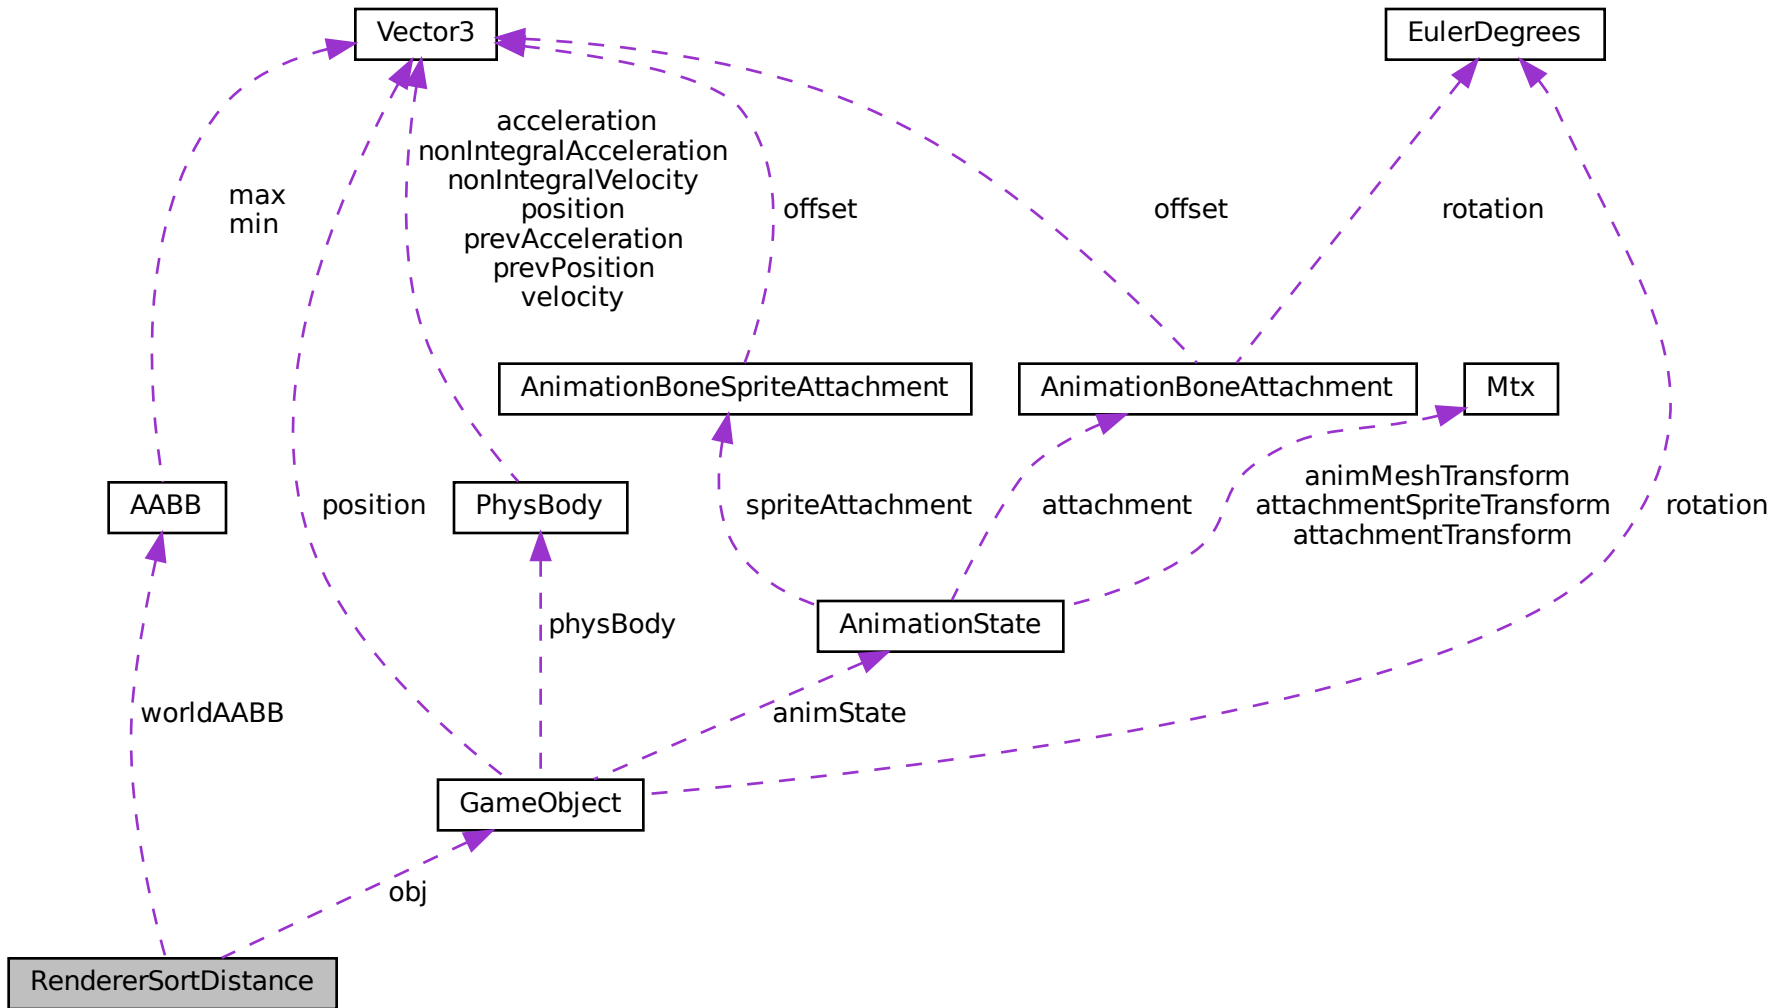 Vector3
EulerDegrees
acceleration
nonIntegralAcceleration
nonIntegralVelocity
position
prevAcceleration
prevPosition
velocity
max
min
offset
offset
rotation
AnimationBoneSpriteAttachment
AnimationBoneAttachment
Mtx
AABB
position
PhysBody
spriteAttachment
attachment
animMeshTransform
attachmentSpriteTransform
attachmentTransform
rotation
physBody
AnimationState
worldAABB
animState
GameObject
obj
RendererSortDistance